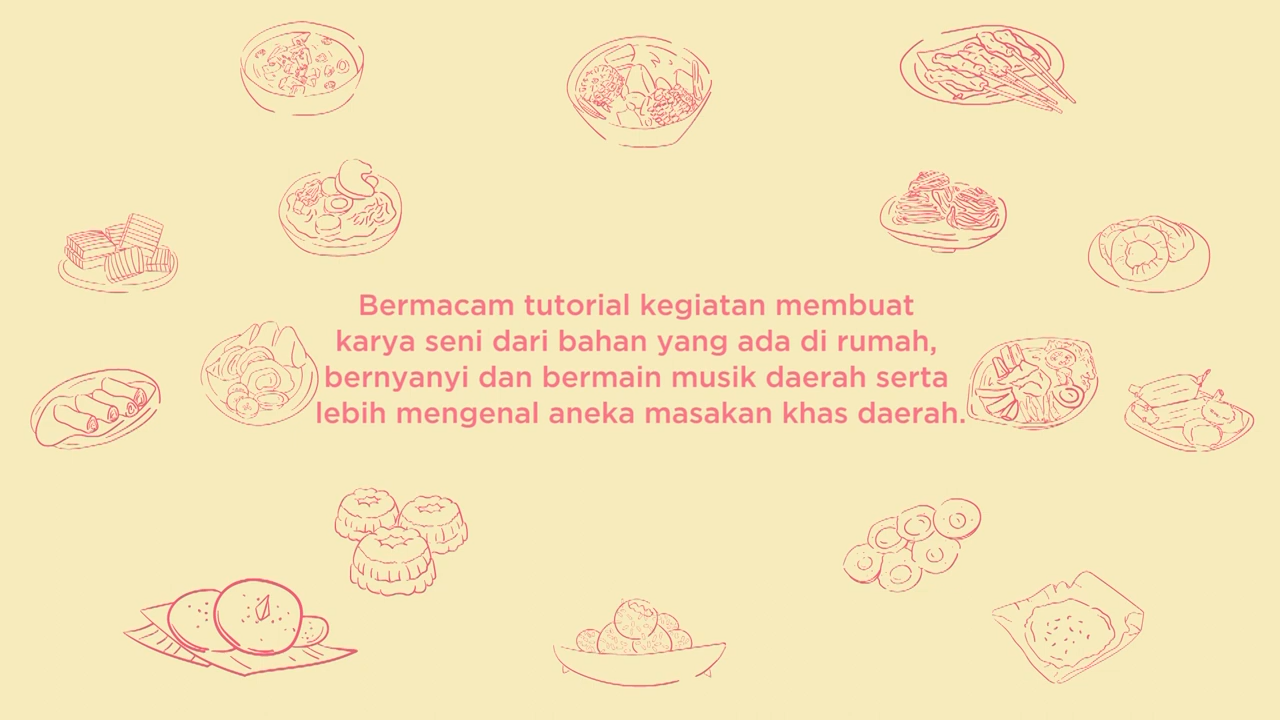 Bermacam tutorial kegiatan membuat
karya seni dari bahan yang ada di rumah,
bernyanyi dan bermain musik daerah serta
lebih mengenal aneka masakan khas daerah.